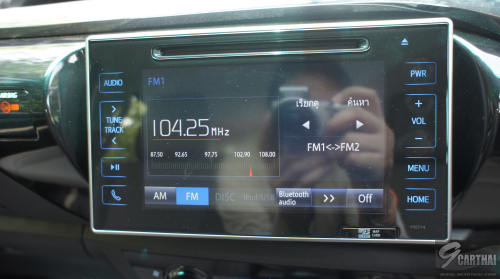 AUDIO
TUNE
TRACK
FM1
104.25 MHz
87.50 92.65 97.75 102.90 108.00
เรียกดู ค้นหา
FM1<->FM2
AM FM DISC Bluetooth audio >> Off
PWR
+
VOL
-
MENU
HOME
CARTHAI